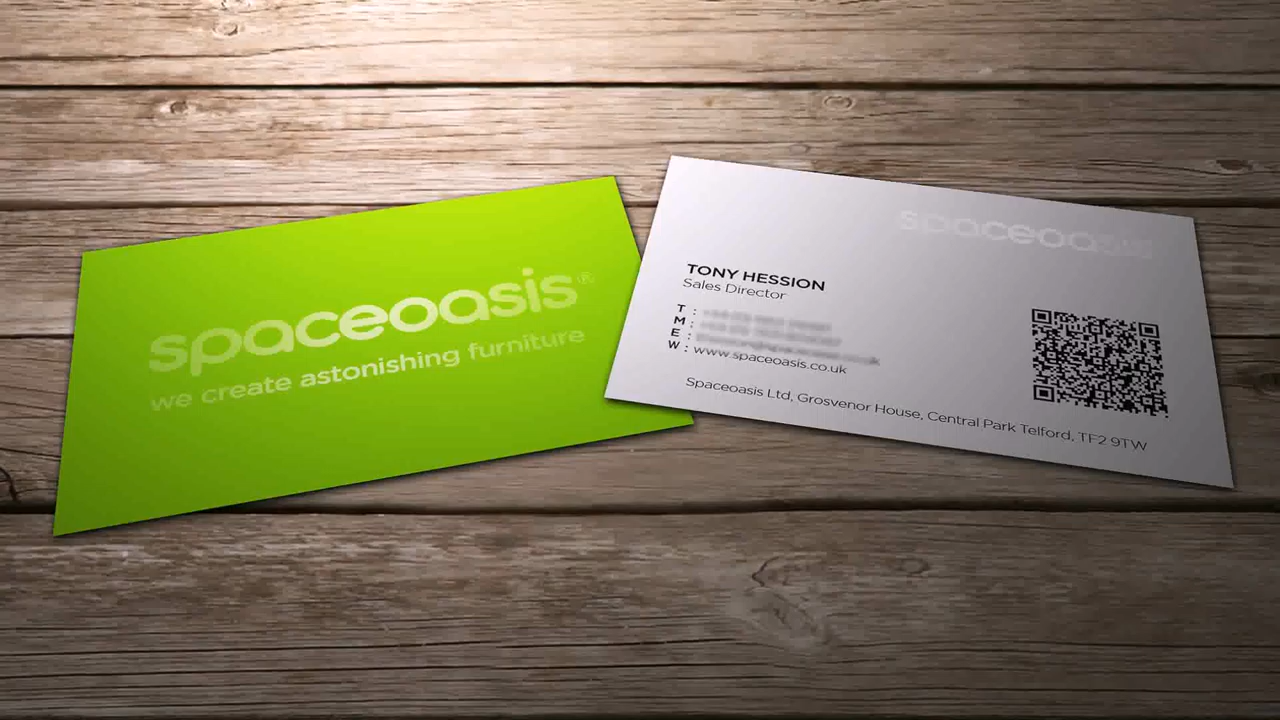 spaceoasis®
we create astonishing furniture
spaceoasis
TONY HESSION
Sales Director
T :
M :
E :
W : www.spaceoasis.co.uk
Spaceoasis Ltd, Grosvenor House, Central Park Telford, TF2 9TW